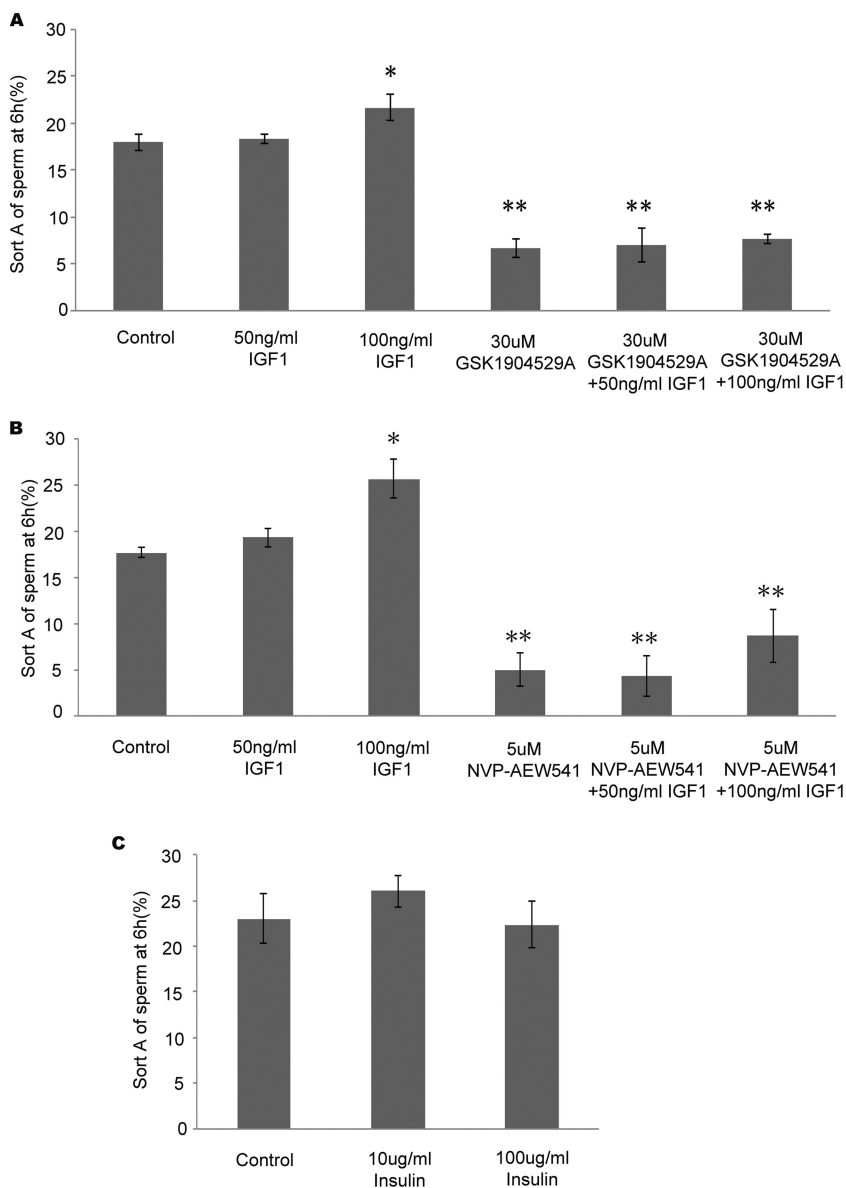 A
Sort A of sperm at 6h(%)
30
25
20
15
10
5
0
*
**
**
**
Control
50ng/ml
IGF1
100ng/ml
IGF1
30uM
GSK1904529A
30uM
GSK1904529A
+50ng/ml IGF1
30uM
GSK1904529A
+100ng/ml IGF1
B
Sort A of sperm at 6h(%)
30
25
20
15
10
5
0
*
**
**
**
Control
50ng/ml
IGF1
100ng/ml
IGF1
5uM
NVP-AEW541
5uM
NVP-AEW541
+50ng/ml IGF1
5uM
NVP-AEW541
+100ng/ml IGF1
C
Sort A of sperm at 6h(%)
30
25
20
15
10
5
0
Control
10ug/ml
Insulin
100ug/ml
Insulin